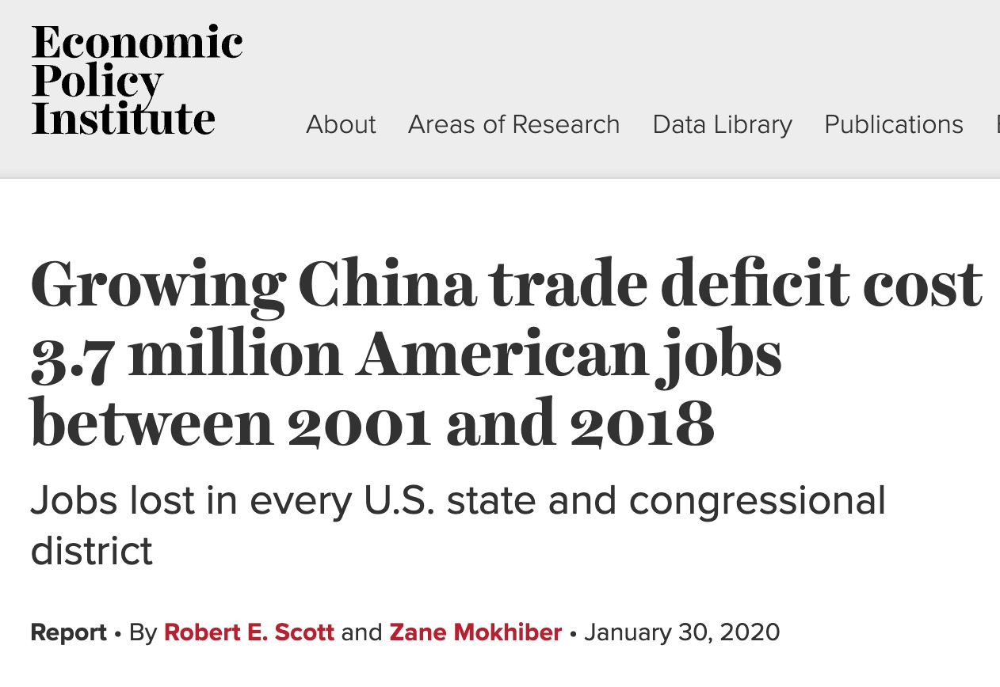 Economic
Policy
Institute
About Areas of Research Data Library Publications
Growing China trade deficit cost
3.7 million American jobs
between 2001 and 2018
Jobs lost in every U.S. state and congressional
district
Report • By Robert E. Scott and Zane Mokhiber • January 30, 2020